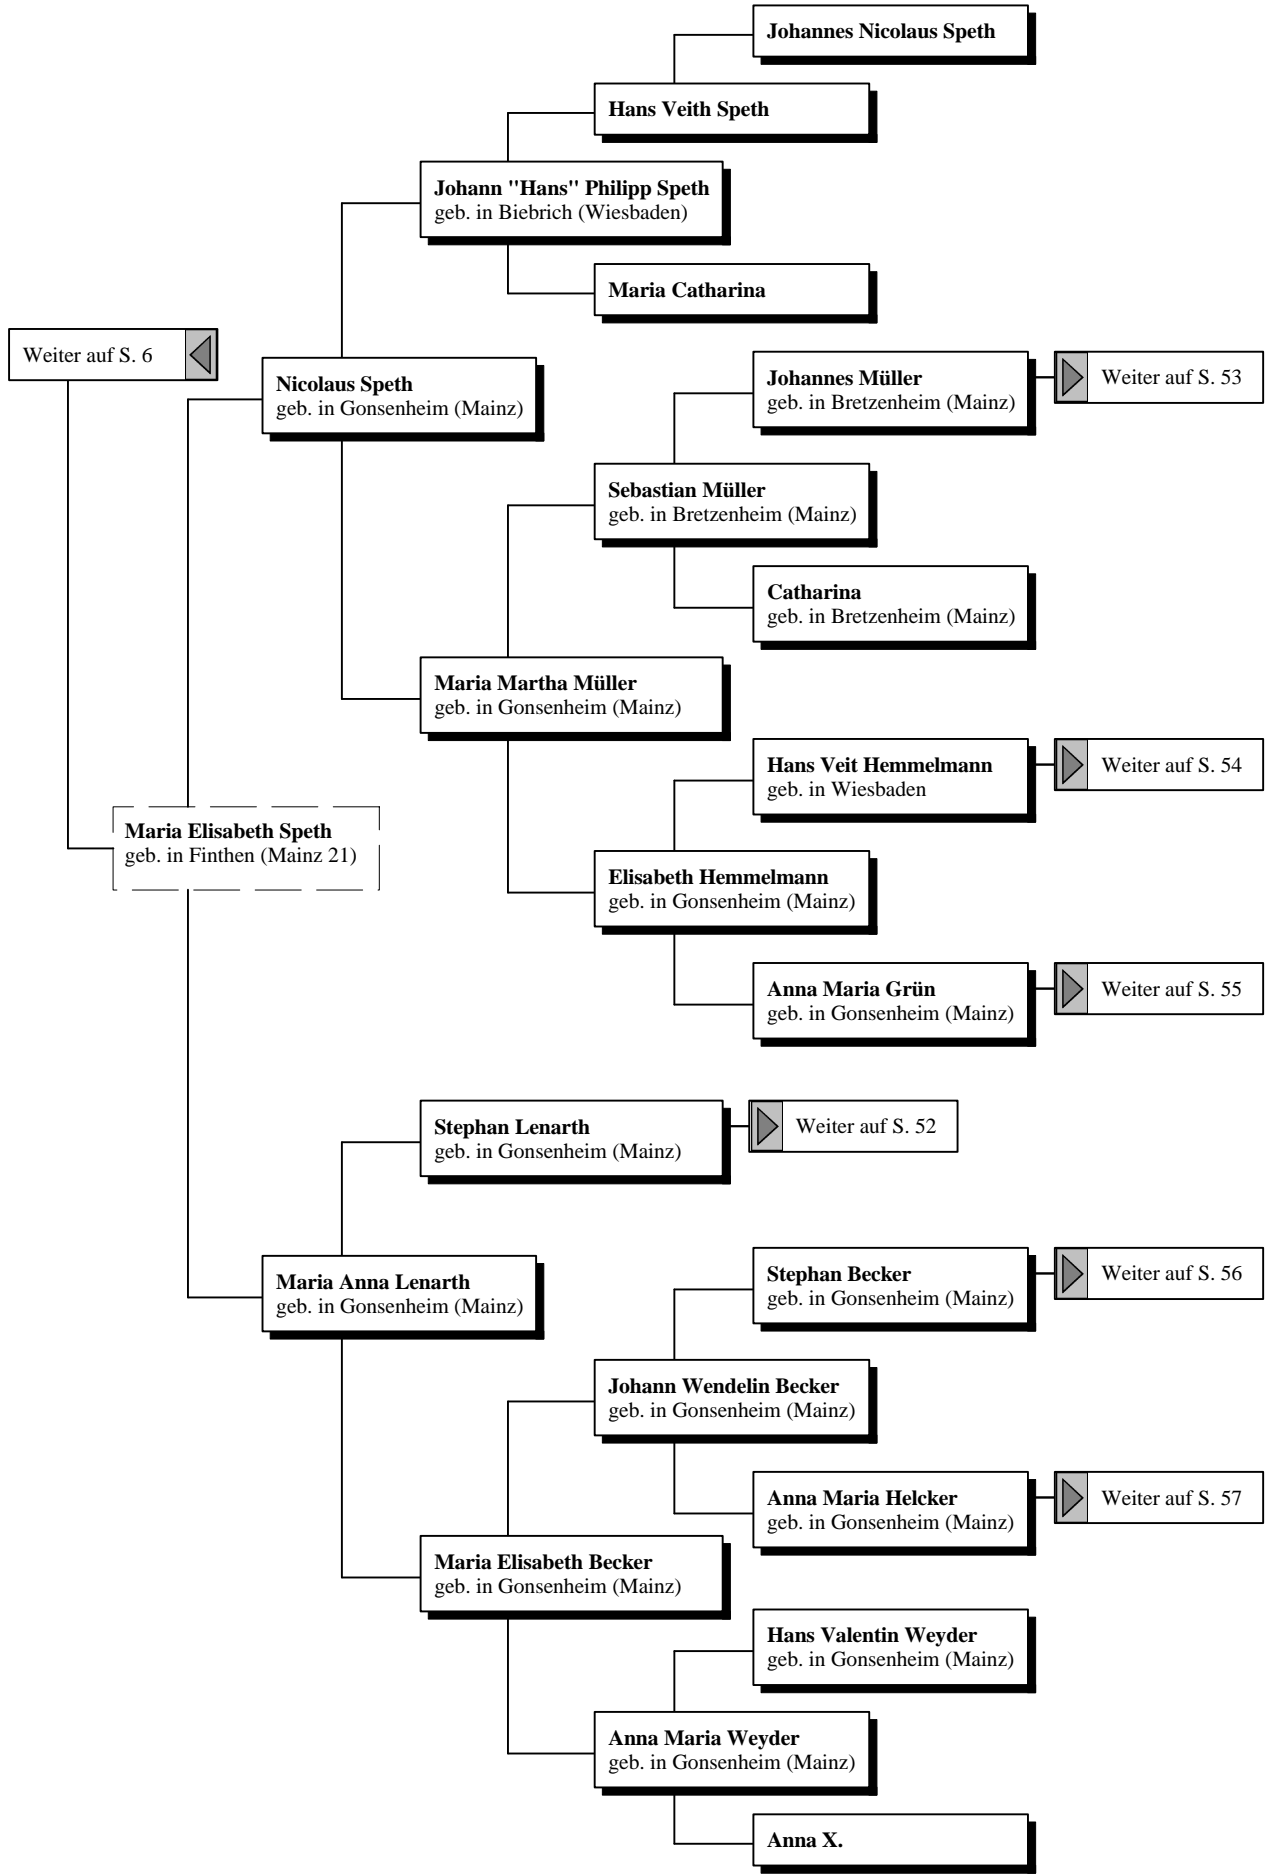 Johannes Nicolaus Speth
Hans Veith Speth
Johann "Hans" Philipp Speth
geb. in Biebrich (Wiesbaden)
Maria Catharina
Weiter auf S. 6
Nicolaus Speth
geb. in Gonsenheim (Mainz)
Johannes Müller
geb. in Bretzenheim (Mainz)
Weiter auf S. 53
Sebastian Müller
geb. in Bretzenheim (Mainz)
Catharina
geb. in Bretzenheim (Mainz)
Maria Martha Müller
geb. in Gonsenheim (Mainz)
Hans Veit Hemmelmann
geb. in Wiesbaden
Weiter auf S. 54
Maria Elisabeth Speth
geb. in Finthen (Mainz 21)
Elisabeth Hemmelmann
geb. in Gonsenheim (Mainz)
Anna Maria Grün
geb. in Gonsenheim (Mainz)
Weiter auf S. 55
Stephan Lenarth
geb. in Gonsenheim (Mainz)
Weiter auf S. 52
Maria Anna Lenarth
geb. in Gonsenheim (Mainz)
Stephan Becker
geb. in Gonsenheim (Mainz)
Weiter auf S. 56
Johann Wendelin Becker
geb. in Gonsenheim (Mainz)
Anna Maria Helcker
geb. in Gonsenheim (Mainz)
Weiter auf S. 57
Maria Elisabeth Becker
geb. in Gonsenheim (Mainz)
Hans Valentin Weyder
geb. in Gonsenheim (Mainz)
Anna Maria Weyder
geb. in Gonsenheim (Mainz)
Anna X.